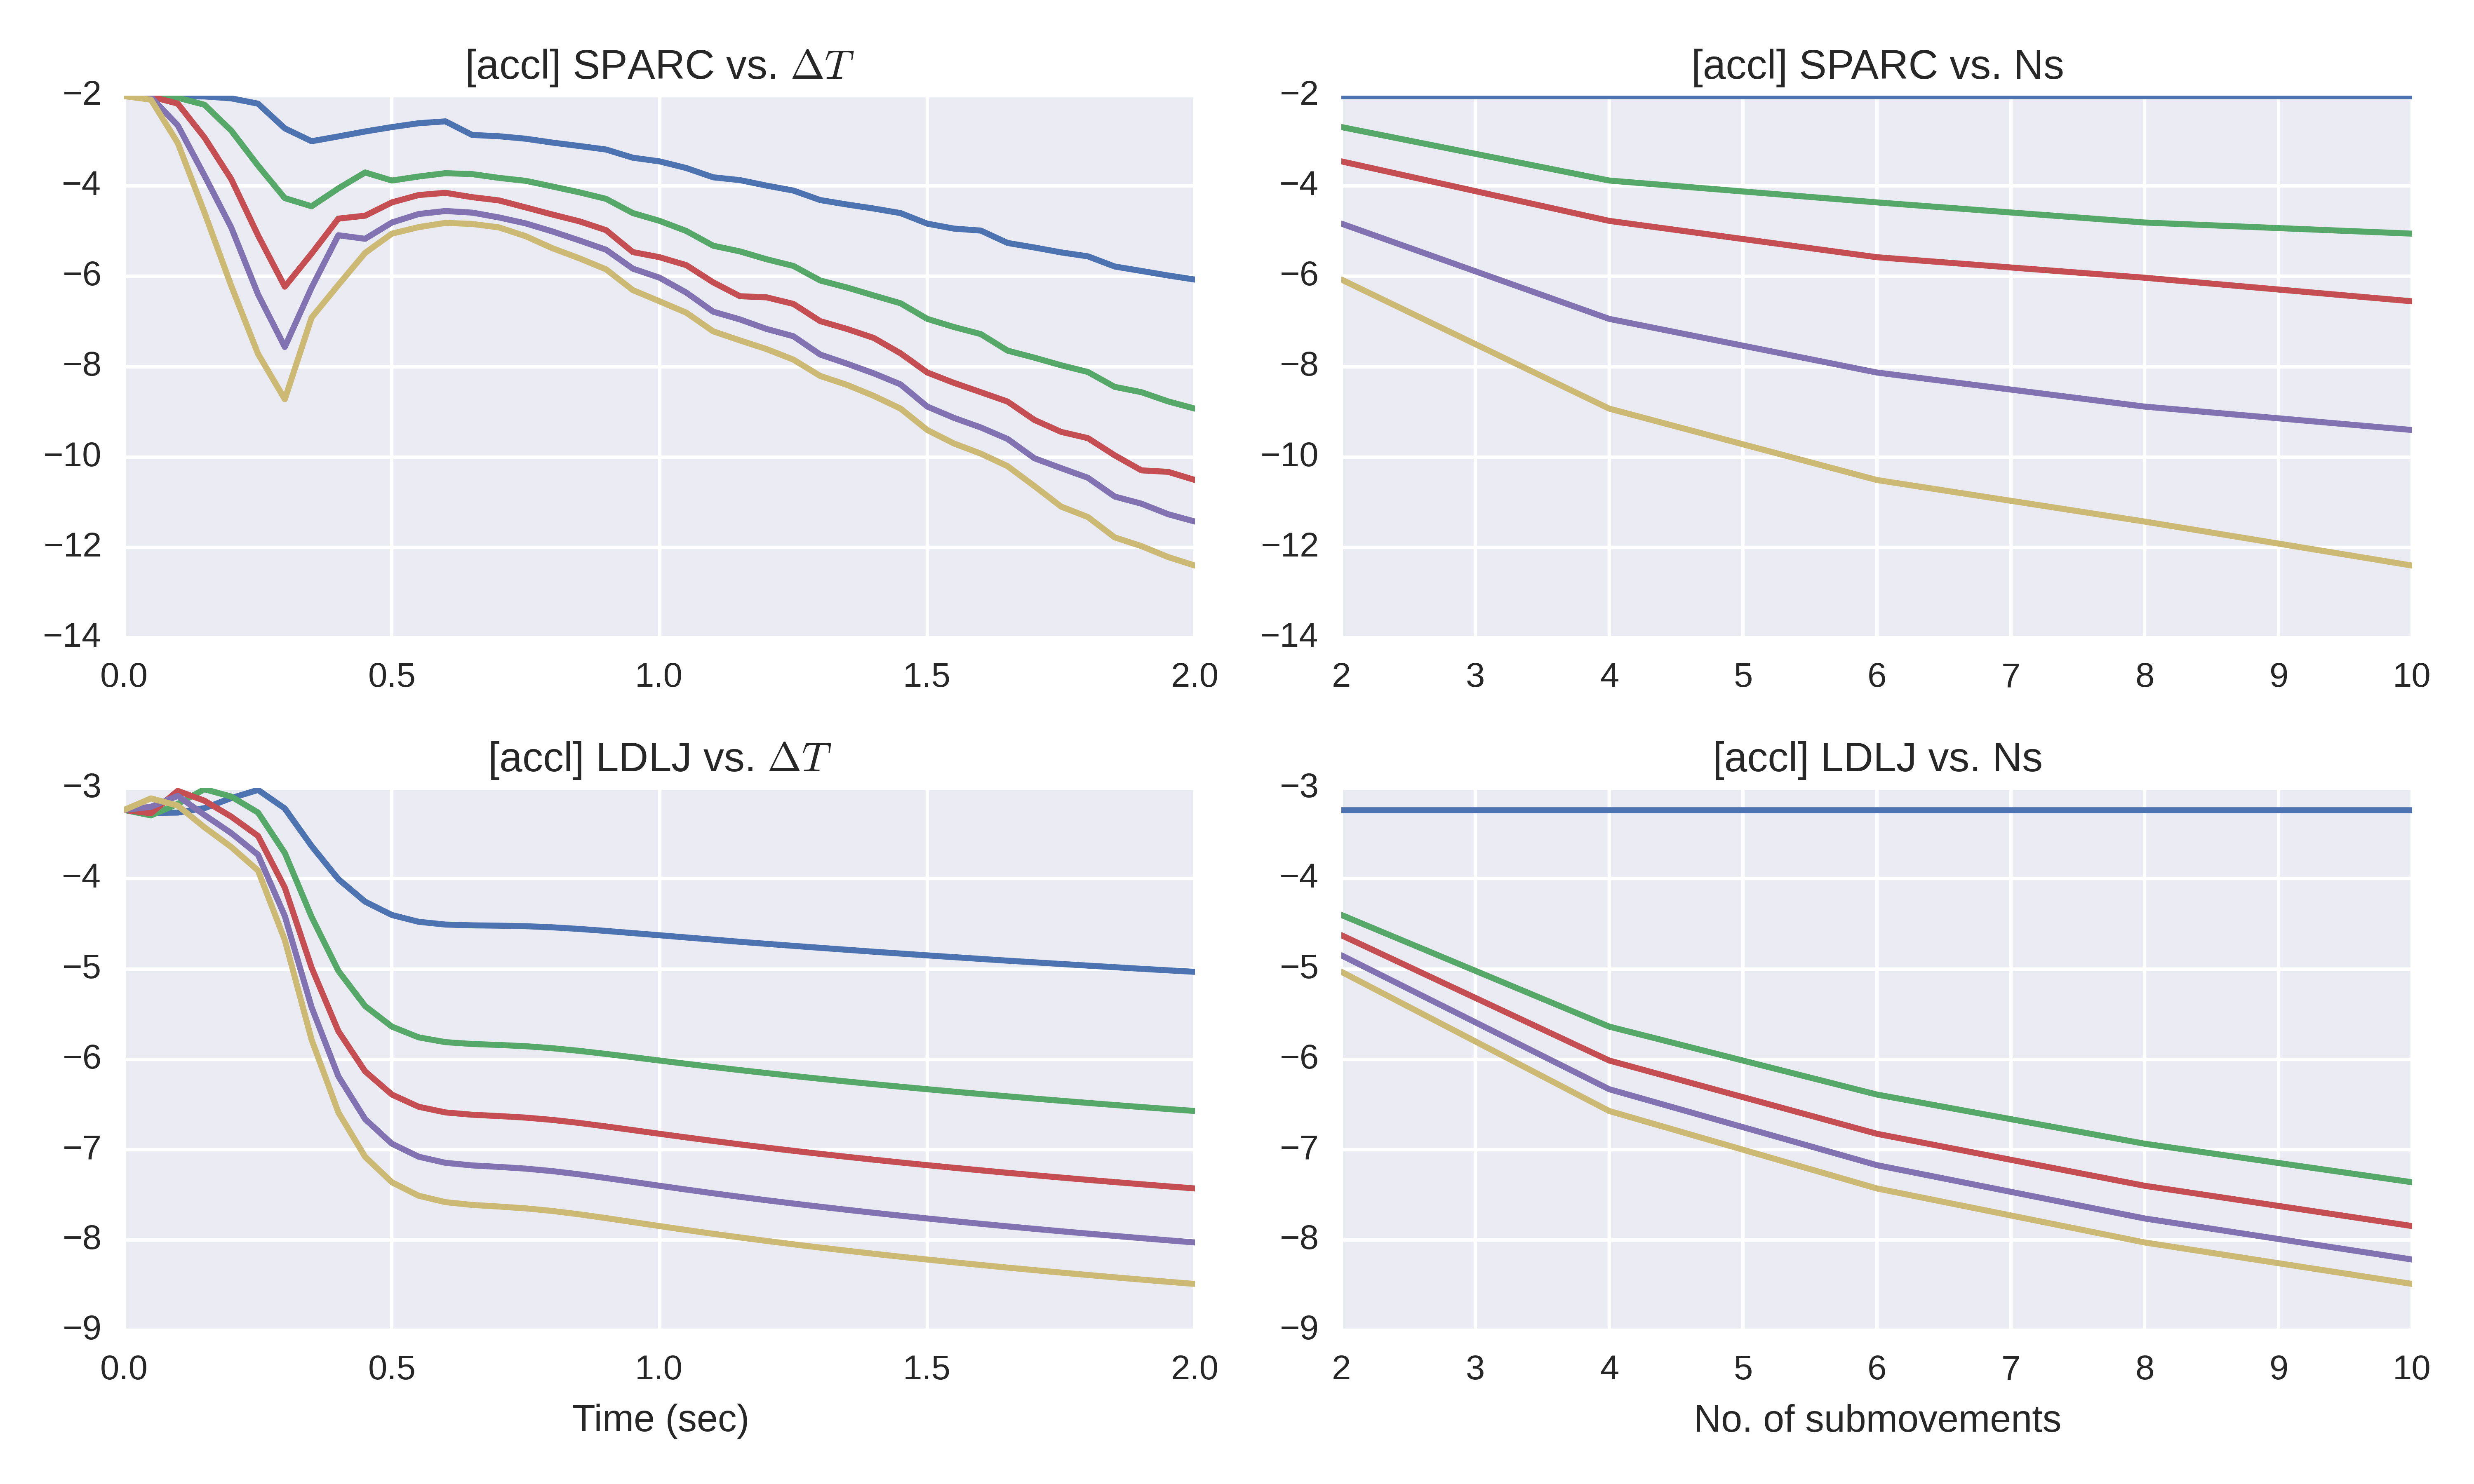 [accl] SPARC vs. ΔT
−2
−4
−6
−8
−10
−12
−14
0.0 0.5 1.0 1.5 2.0
[accl] SPARC vs. Ns
−2
−4
−6
−8
−10
−12
−14
2 3 4 5 6 7 8 9 10
[accl] LDLJ vs. ΔT
−3
−4
−5
−6
−7
−8
−9
0.0 0.5 1.0 1.5 2.0
Time (sec)
[accl] LDLJ vs. Ns
−3
−4
−5
−6
−7
−8
−9
2 3 4 5 6 7 8 9 10
No. of submovements